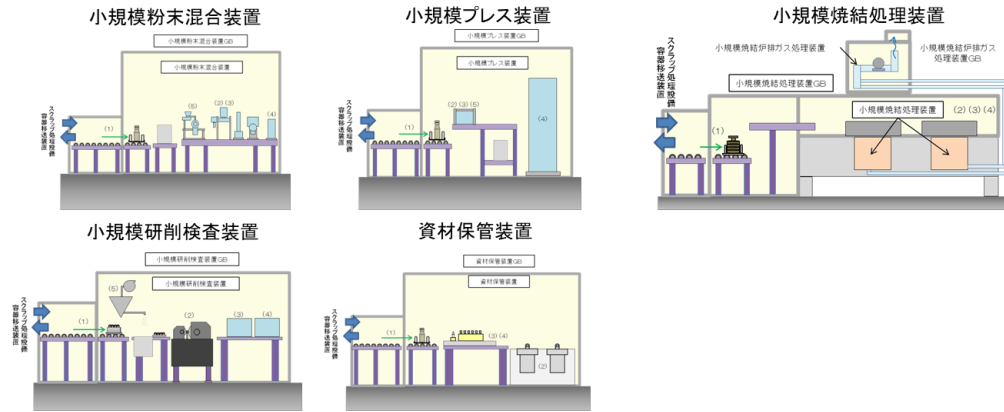 小規模粉末混合装置
小規模粉末混合装置GB
小規模粉末混合装置
スクラップ処理設備
容器移送装置
(1)
(5)
(2)
(3)
(4)
小規模プレス装置
小規模プレス装置GB
小規模プレス装置
スクラップ処理設備
容器移送装置
(1)
(2)(3)(5)
(4)
小規模焼結処理装置
小規模焼結炉排ガス処理装置
小規模焼結炉排ガス
処理装置GB
小規模焼結処理装置GB
小規模焼結処理装置
(2)(3)(4)
スクラップ処理設備
容器移送装置
(1)
小規模研削検査装置
小規模研削検査装置GB
小規模研削検査装置
スクラップ処理設備
容器移送装置
(1)
(5)
(2)
(3)
(4)
資材保管装置
資材保管装置GB
資材保管装置
スクラップ処理設備
容器移送装置
(1)
(3)(4)
(2)